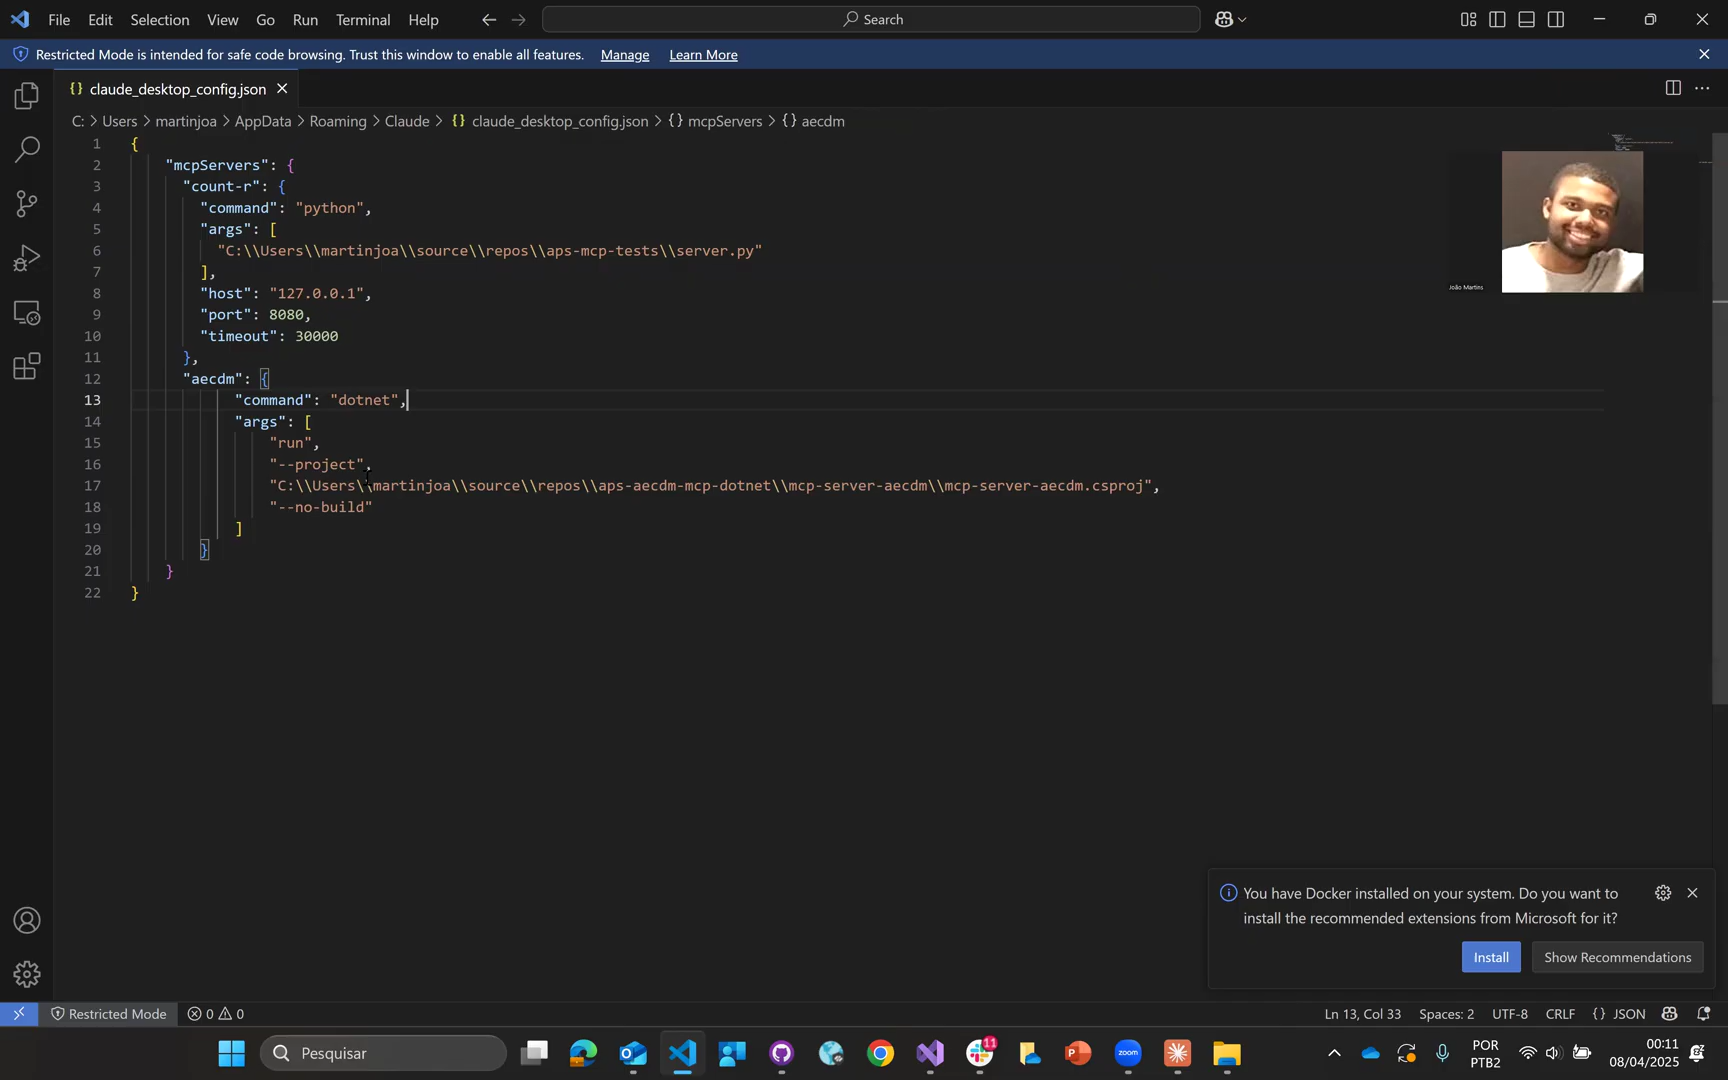 File Edit Selection View Go Run Terminal Help
Search
Restricted Mode is intended for safe code browsing. Trust this window to enable all features. Manage Learn More
{} claude_desktop_config.json
C: > Users > martinjoa > AppData > Roaming > Claude > {} claude_desktop_config.json > {} mcpServers > {} aecdm
1 {
2 "mcpServers": {
3 "count-r": {
4 "command": "python",
5 "args": [
6 "C:\\Users\\martinjoa\\source\\repos\\aps-mcp-tests\\server.py"
7 ],
8 "host": "127.0.0.1",
9 "port": 8080,
10 "timeout": 30000
11 },
12 "aecdm": {
13 "command": "dotnet",
14 "args": [
15 "run",
16 "--project",
17 "C:\\Users\\martinjoa\\source\\repos\\aps-aecdm-mcp-dotnet\\mcp-server-aecdm\\mcp-server-aecdm.csproj",
18 "--no-build"
19 ]
20 }
21 }
22 }
João Martins
You have Docker installed on your system. Do you want to
install the recommended extensions from Microsoft for it?
Install Show Recommendations
Restricted Mode 0 0 Ln 13, Col 33 Spaces: 2 UTF-8 CRLF {} JSON
Pesquisar
11
zoom
POR
PTB2
00:11
08/04/2025